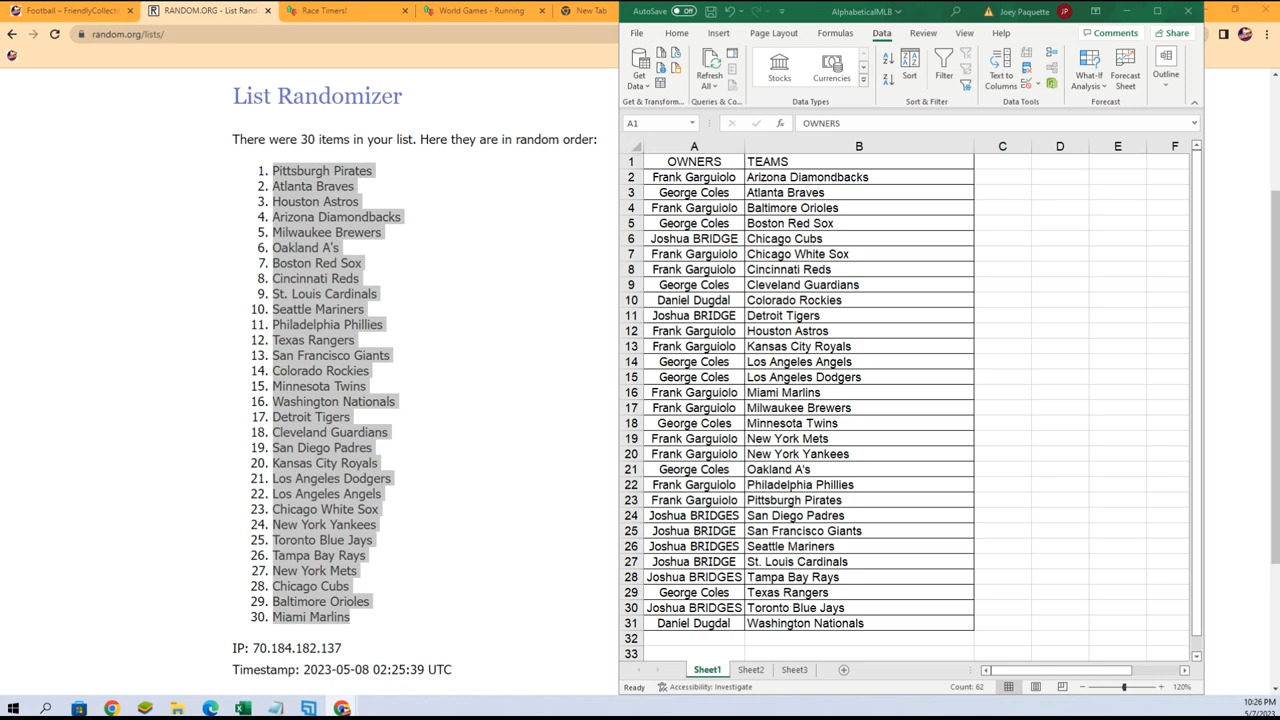 Football – FriendlyCollecti
RANDOM.ORG - List Rand
Race Timers!
World Games - Running
New Tab
random.org/lists/
List Randomizer
There were 30 items in your list. Here they are in random order:
1. Pittsburgh Pirates
2. Atlanta Braves
3. Houston Astros
4. Arizona Diamondbacks
5. Milwaukee Brewers
6. Oakland A's
7. Boston Red Sox
8. Cincinnati Reds
9. St. Louis Cardinals
10. Seattle Mariners
11. Philadelphia Phillies
12. Texas Rangers
13. San Francisco Giants
14. Colorado Rockies
15. Minnesota Twins
16. Washington Nationals
17. Detroit Tigers
18. Cleveland Guardians
19. San Diego Padres
20. Kansas City Royals
21. Los Angeles Dodgers
22. Los Angeles Angels
23. Chicago White Sox
24. New York Yankees
25. Toronto Blue Jays
26. Tampa Bay Rays
27. New York Mets
28. Chicago Cubs
29. Baltimore Orioles
30. Miami Marlins
IP: 70.184.182.137
Timestamp: 2023-05-08 02:25:39 UTC
AutoSave Off AlphabeticalMLB Joey Paquette JP
File Home Insert Page Layout Formulas Data Review View Help Comments Share
Get Data
Refresh All
Stocks
Currencies
Sort
Filter
Text to Columns
What-If Analysis
Forecast Sheet
Outline
Get & Transform... Queries & Co... Data Types Sort & Filter Data Tools Forecast
A1 fx OWNERS
A B C D E F
1 OWNERS TEAMS
2 Frank Garguiolo Arizona Diamondbacks
3 George Coles Atlanta Braves
4 Frank Garguiolo Baltimore Orioles
5 George Coles Boston Red Sox
6 Joshua BRIDGE Chicago Cubs
7 Frank Garguiolo Chicago White Sox
8 Frank Garguiolo Cincinnati Reds
9 George Coles Cleveland Guardians
10 Daniel Dugdal Colorado Rockies
11 Joshua BRIDGE Detroit Tigers
12 Frank Garguiolo Houston Astros
13 Frank Garguiolo Kansas City Royals
14 George Coles Los Angeles Angels
15 George Coles Los Angeles Dodgers
16 Frank Garguiolo Miami Marlins
17 Frank Garguiolo Milwaukee Brewers
18 George Coles Minnesota Twins
19 Frank Garguiolo New York Mets
20 Frank Garguiolo New York Yankees
21 George Coles Oakland A's
22 Frank Garguiolo Philadelphia Phillies
23 Frank Garguiolo Pittsburgh Pirates
24 Joshua BRIDGES San Diego Padres
25 Joshua BRIDGE San Francisco Giants
26 Joshua BRIDGES Seattle Mariners
27 Joshua BRIDGE St. Louis Cardinals
28 Joshua BRIDGES Tampa Bay Rays
29 George Coles Texas Rangers
30 Joshua BRIDGES Toronto Blue Jays
31 Daniel Dugdal Washington Nationals
32
33
Sheet1 Sheet2 Sheet3
Ready Accessibility: Investigate Count: 62 120%
10:26 PM
5/7/2023